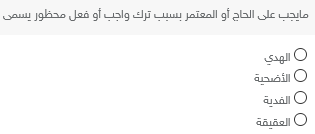 مايجب على الحاج أو المعتمر بسبب ترك واجب أو فعل محظور يسمى
الهدي
الأضحية
الفدية
العقيقة